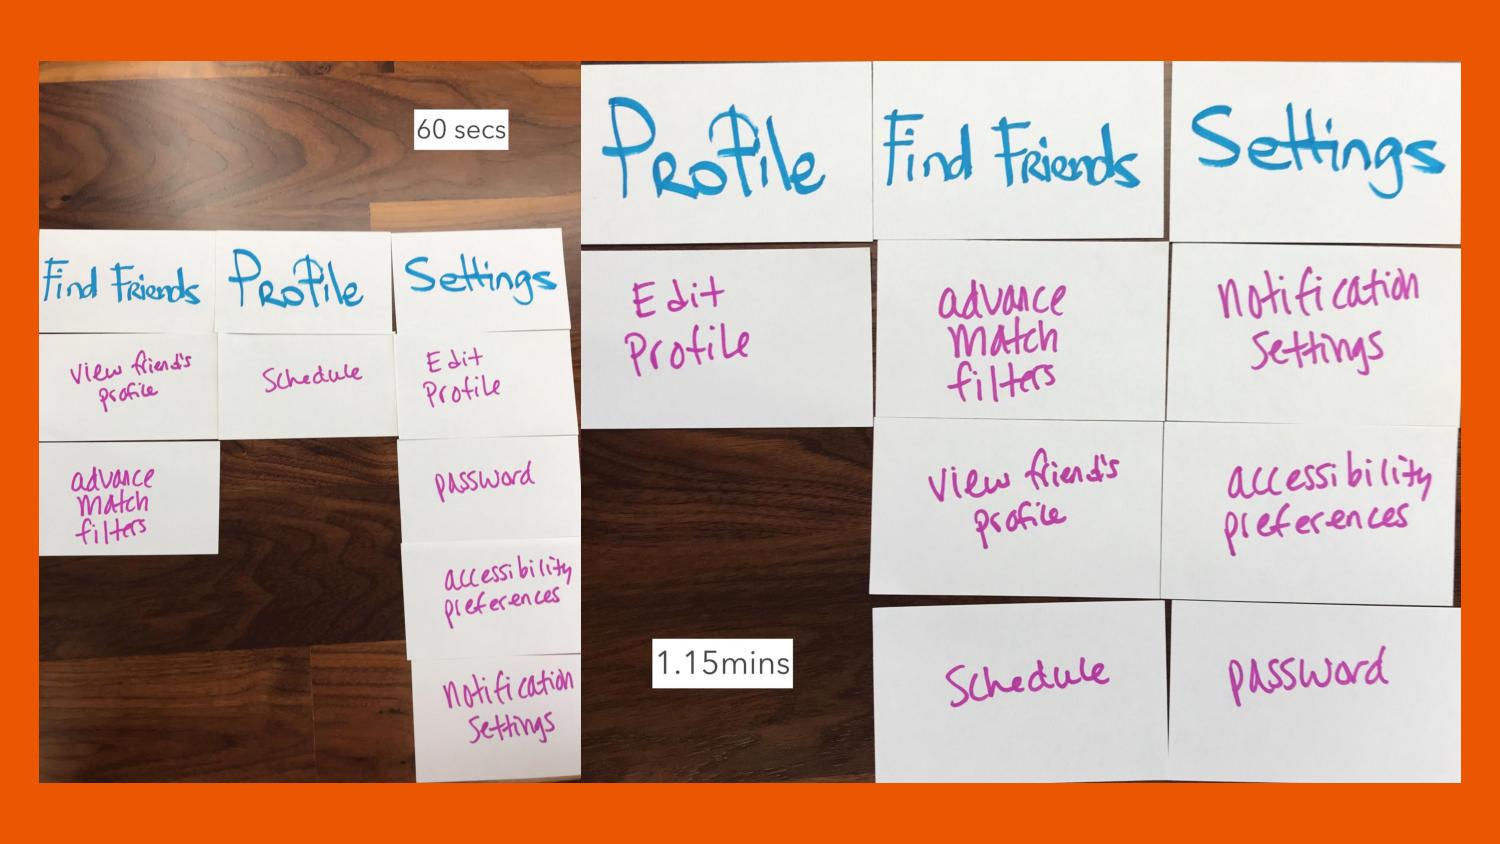 60 secs
Find Friends
Profile
Settings
view friend's
profile
Schedule
Edit
Profile
advance
match
filters
password
accessibility
preferences
notification
Settings
Profile
Find Friends
Settings
Edit
Profile
advance
match
filters
notification
Settings
view friend's
profile
accessibility
preferences
1.15mins
Schedule
password